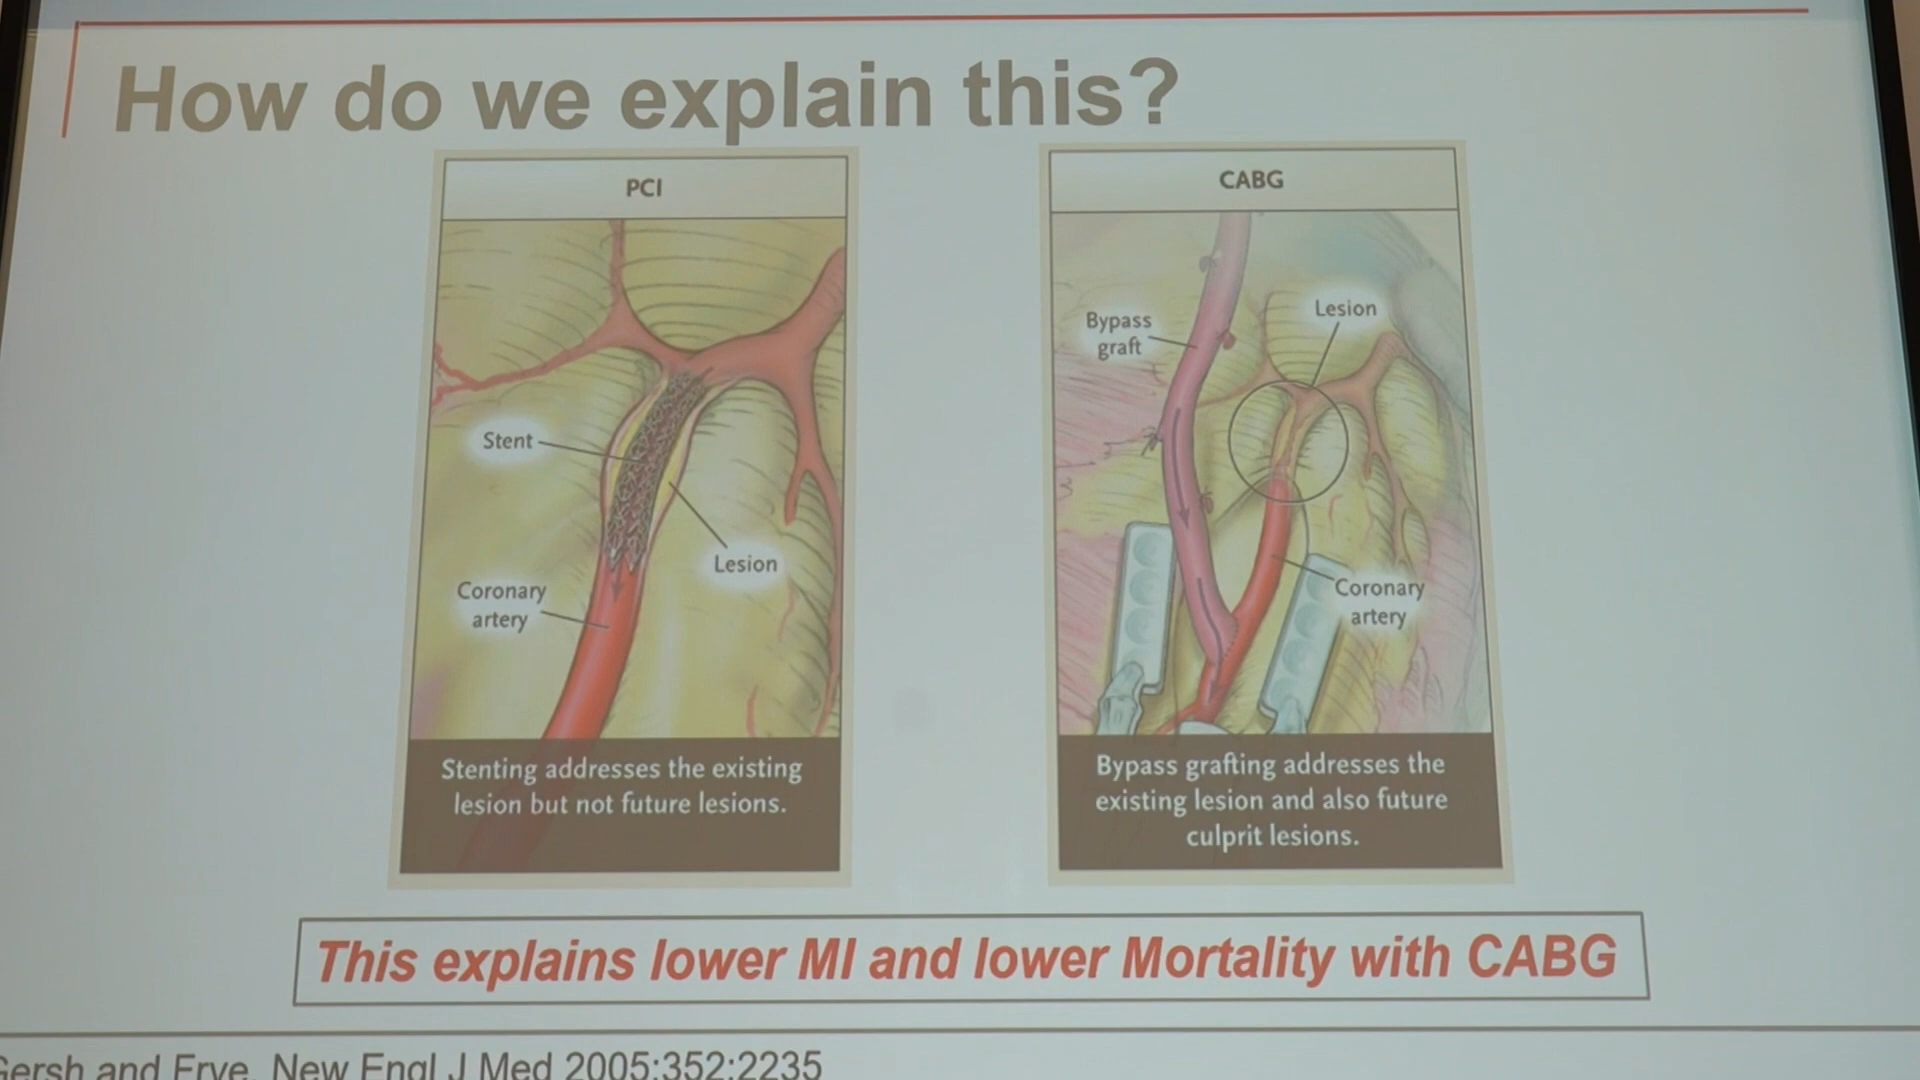 How do we explain this?
PCI
Stent
Lesion
Coronary
artery
Stenting addresses the existing
lesion but not future lesions.
CABG
Bypass
graft
Lesion
Coronary
artery
Bypass grafting addresses the
existing lesion and also future
culprit lesions.
This explains lower MI and lower Mortality with CABG
Gersh and Frye. New Engl J Med 2005:352:2235